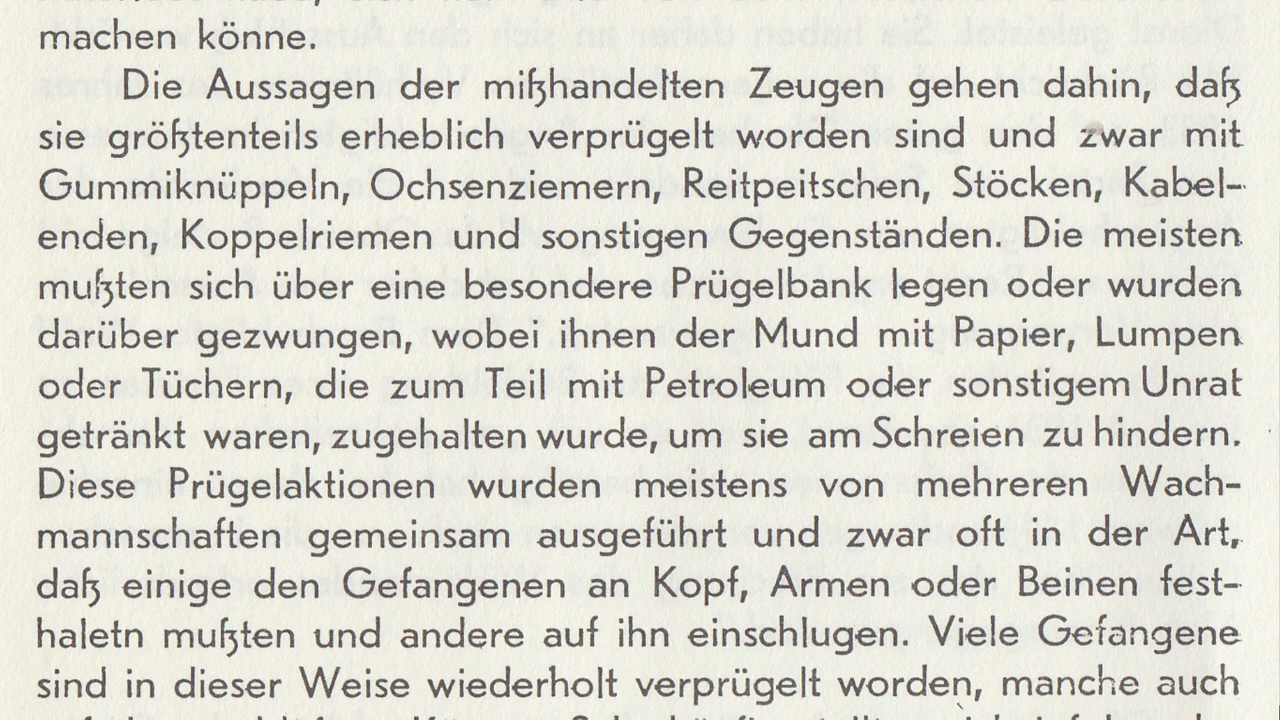 machen könne.
Die Aussagen der mißhandelten Zeugen gehen dahin, daß
sie größtenteils erheblich verprügelt worden sind und zwar mit
Gummiknüppeln, Ochsenziemern, Reitpeitschen, Stöcken, Kabel-
enden, Koppelriemen und sonstigen Gegenständen. Die meisten
mußten sich über eine besondere Prügelbank legen oder wurden
darüber gezwungen, wobei ihnen der Mund mit Papier, Lumpen
oder Tüchern, die zum Teil mit Petroleum oder sonstigem Unrat
getränkt waren, zugehalten wurde, um sie am Schreien zu hindern.
Diese Prügelaktionen wurden meistens von mehreren Wach-
mannschaften gemeinsam ausgeführt und zwar oft in der Art,
daß einige den Gefangenen an Kopf, Armen oder Beinen fest-
haletn mußten und andere auf ihn einschlugen. Viele Gefangene
sind in dieser Weise wiederholt verprügelt worden, manche auch